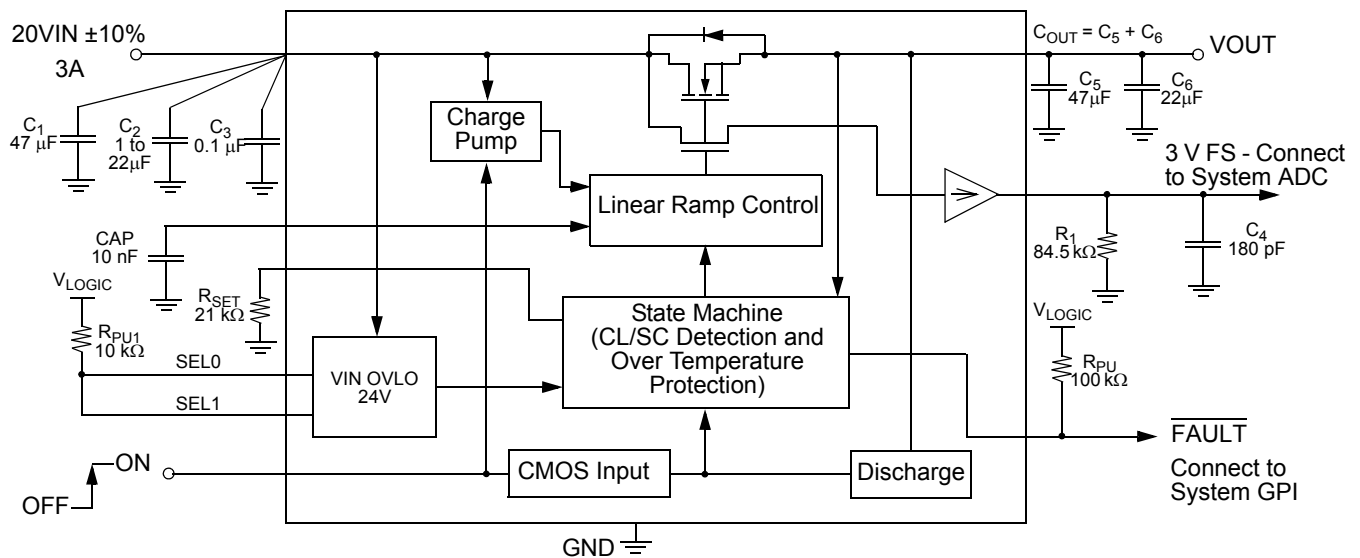 20VIN ±10%
3A
C1
47 μF
C2
1 to
22μF
C3
0.1 μF
CAP
10 nF
VLOGIC
RPU1
10 kΩ
RSET
21 kΩ
SEL0
SEL1
OFF
ON
Charge
Pump
Linear Ramp Control
State Machine
(CL/SC Detection and
Over Temperature
Protection)
VIN OVLO
24V
CMOS Input
Discharge
GND
COUT = C5 + C6
VOUT
C5
47μF
C6
22μF
3 V FS - Connect
to System ADC
R1
84.5 kΩ
C4
180 pF
VLOGIC
RPU
100 kΩ
FAULT
Connect to
System GPI